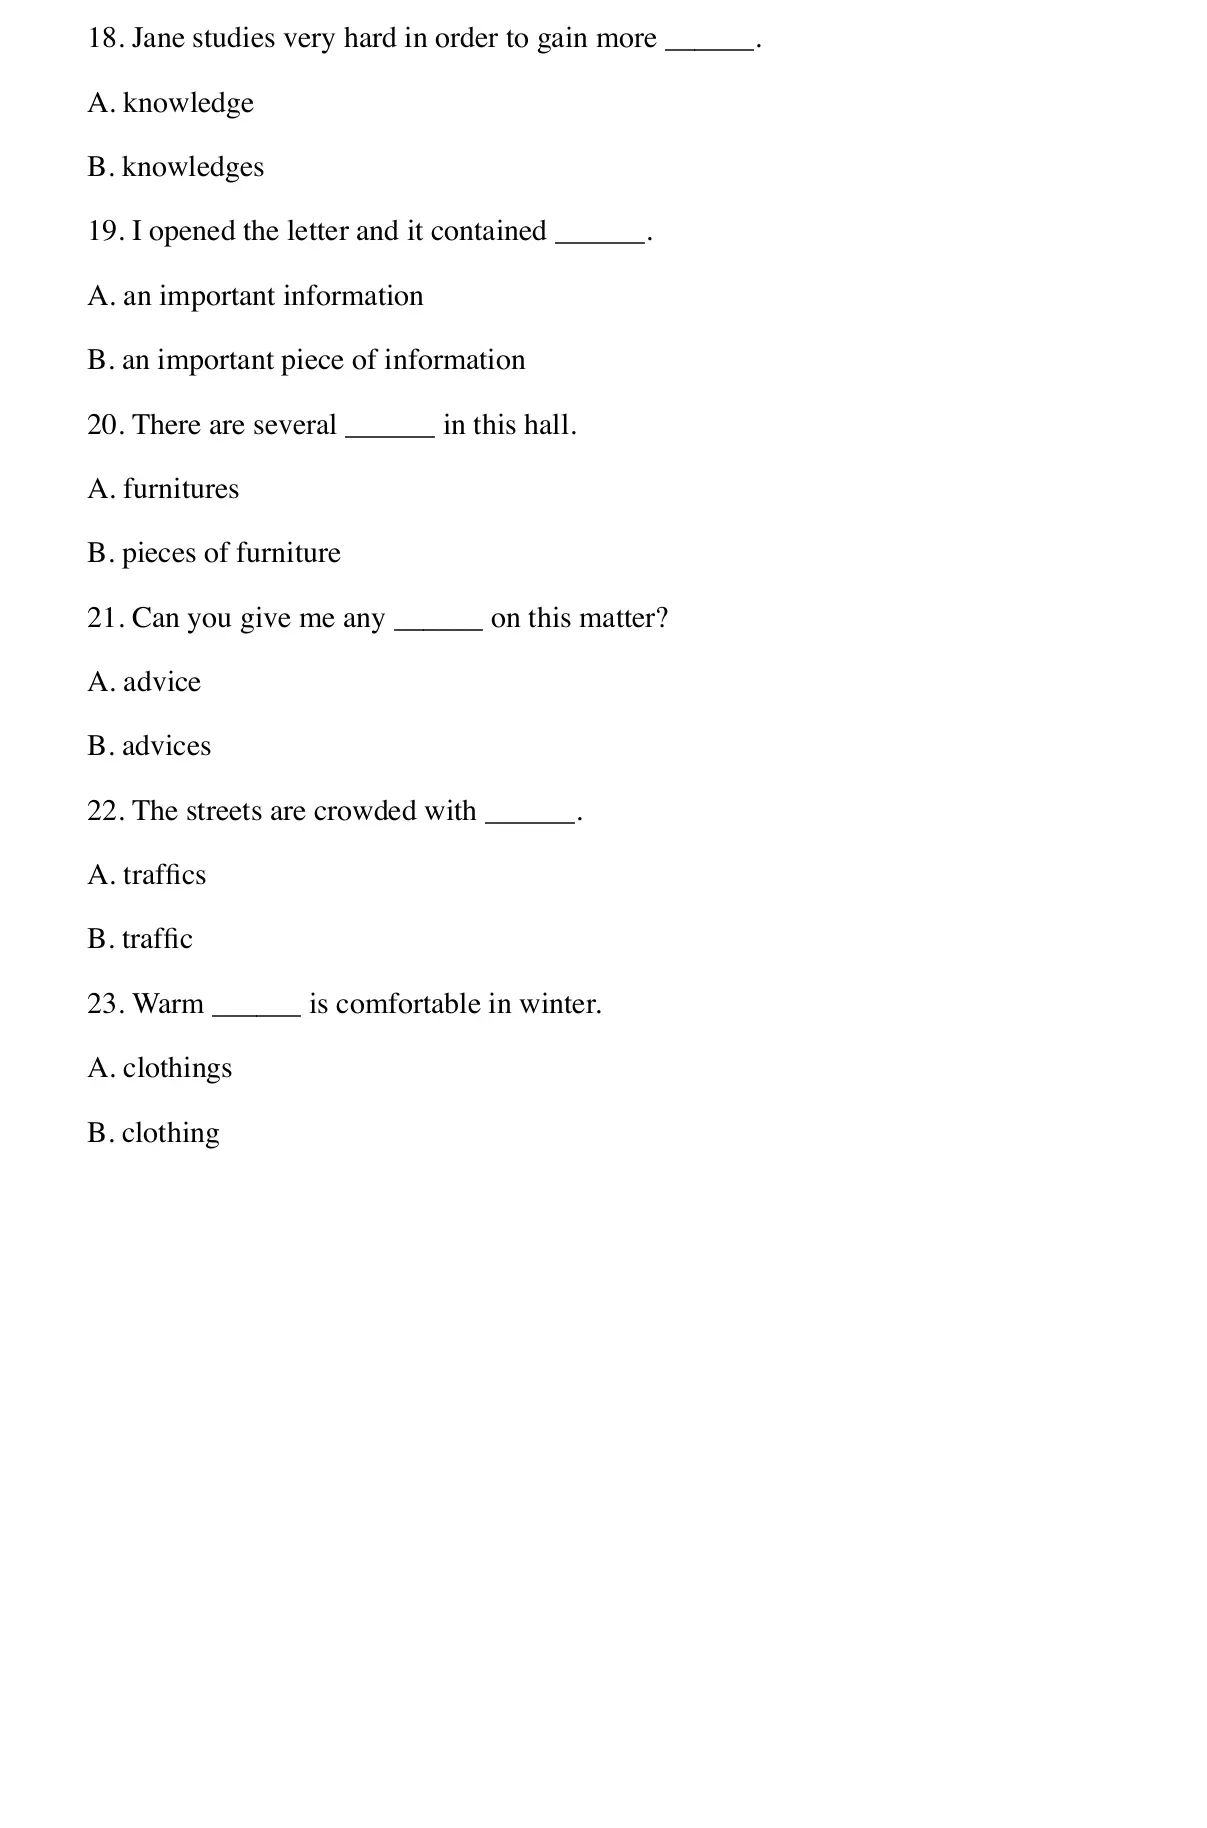 18. Jane studies very hard in order to gain more ______.
A. knowledge
B. knowledges
19. I opened the letter and it contained ______.
A. an important information
B. an important piece of information
20. There are several ______ in this hall.
A. furnitures
B. pieces of furniture
21. Can you give me any ______ on this matter?
A. advice
B. advices
22. The streets are crowded with ______.
A. traffics
B. traffic
23. Warm ______ is comfortable in winter.
A. clothings
B. clothing